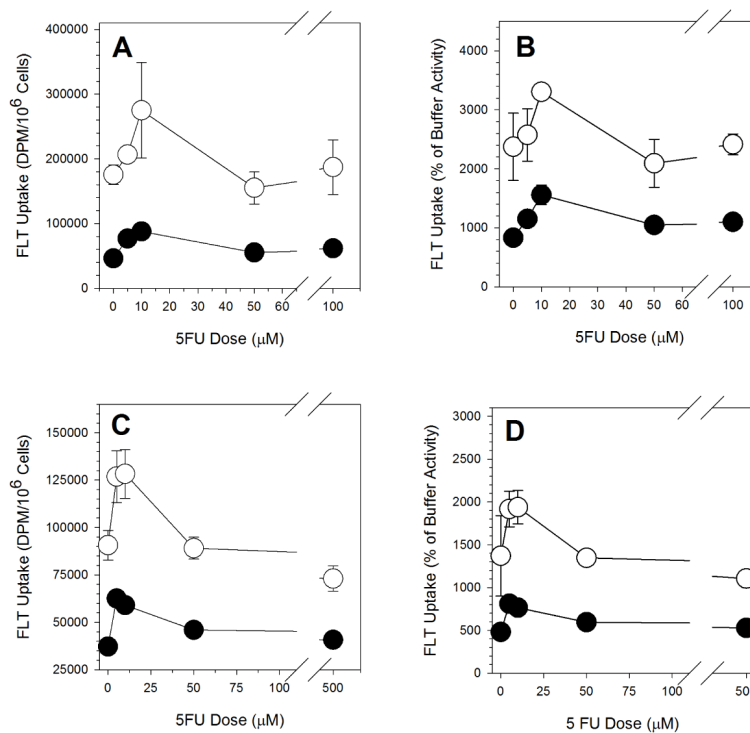 A
FLT Uptake (DPM/10⁶ Cells)
400000
300000
200000
100000
0
0 10 20 30 40 50 60 100
5FU Dose (μM)
B
FLT Uptake (% of Buffer Activity)
4000
3000
2000
1000
0
0 10 20 30 40 50 60 100
5FU Dose (μM)
C
FLT Uptake (DPM/10⁶ Cells)
150000
125000
100000
75000
50000
25000
0 25 50 75 100 500
5FU Dose (μM)
D
FLT Uptake (% of Buffer Activity)
3000
2500
2000
1500
1000
500
0
0 25 50 75 100 50
5 FU Dose (μM)